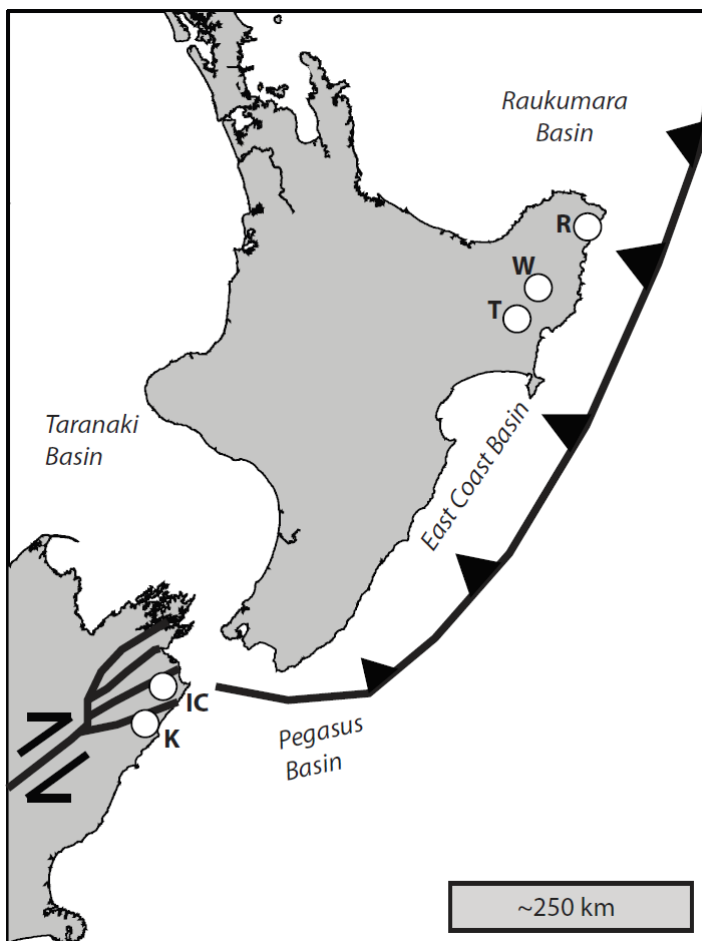 Raukumara
Basin
R
W
T
Taranaki
Basin
East Coast Basin
IC
K
Pegasus
Basin
~250 km